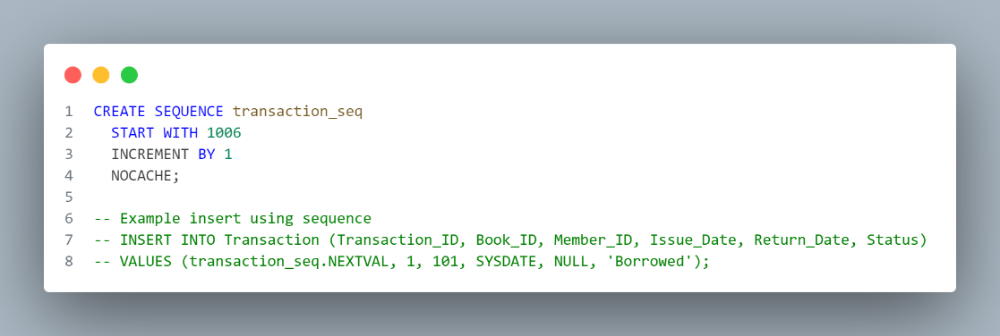 1 CREATE SEQUENCE transaction_seq
2 START WITH 1006
3 INCREMENT BY 1
4 NOCACHE;
5
6 -- Example insert using sequence
7 -- INSERT INTO Transaction (Transaction_ID, Book_ID, Member_ID, Issue_Date, Return_Date, Status)
8 -- VALUES (transaction_seq.NEXTVAL, 1, 101, SYSDATE, NULL, 'Borrowed');